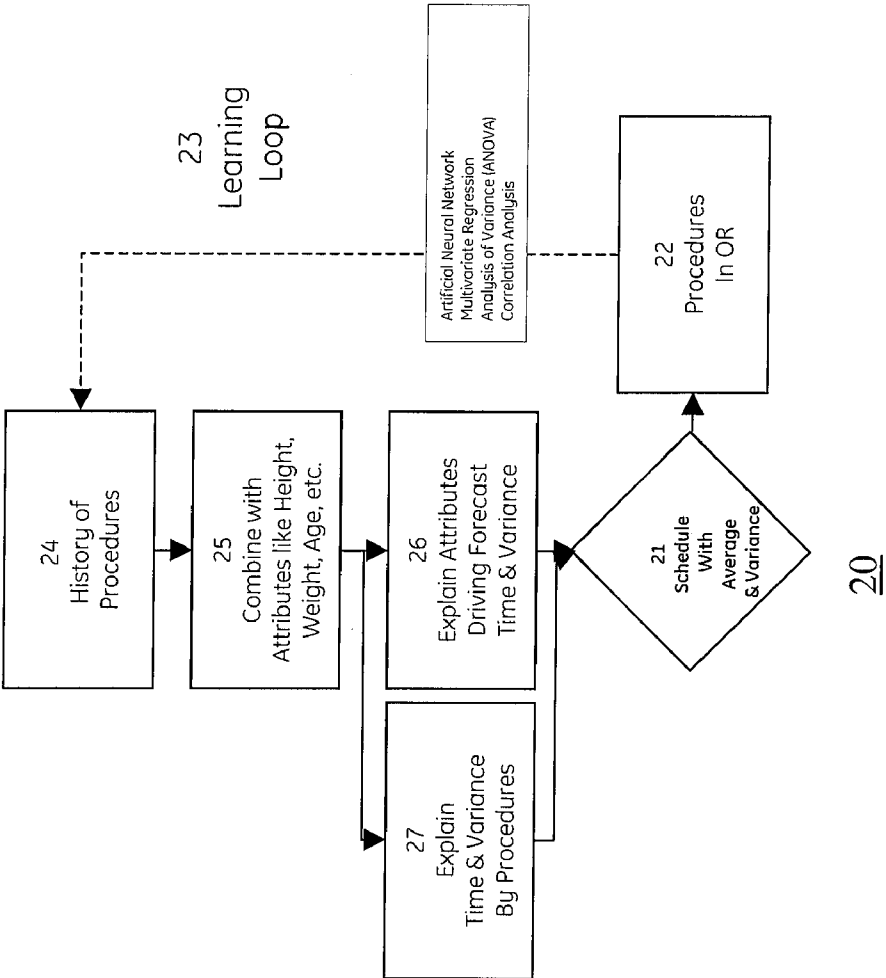 24
History of
Procedures
25
Combine with
Attributes like Height,
Weight, Age, etc.
27
Explain
Time & Variance
By Procedures
26
Explain Attributes
Driving Forecast
Time & Variance
21
Schedule
With
Average
& Variance
22
Procedures
In OR
Artificial Neural Network
Multivariate Regression
Analysis of Variance (ANOVA)
Correlation Analysis
23
Learning
Loop
20